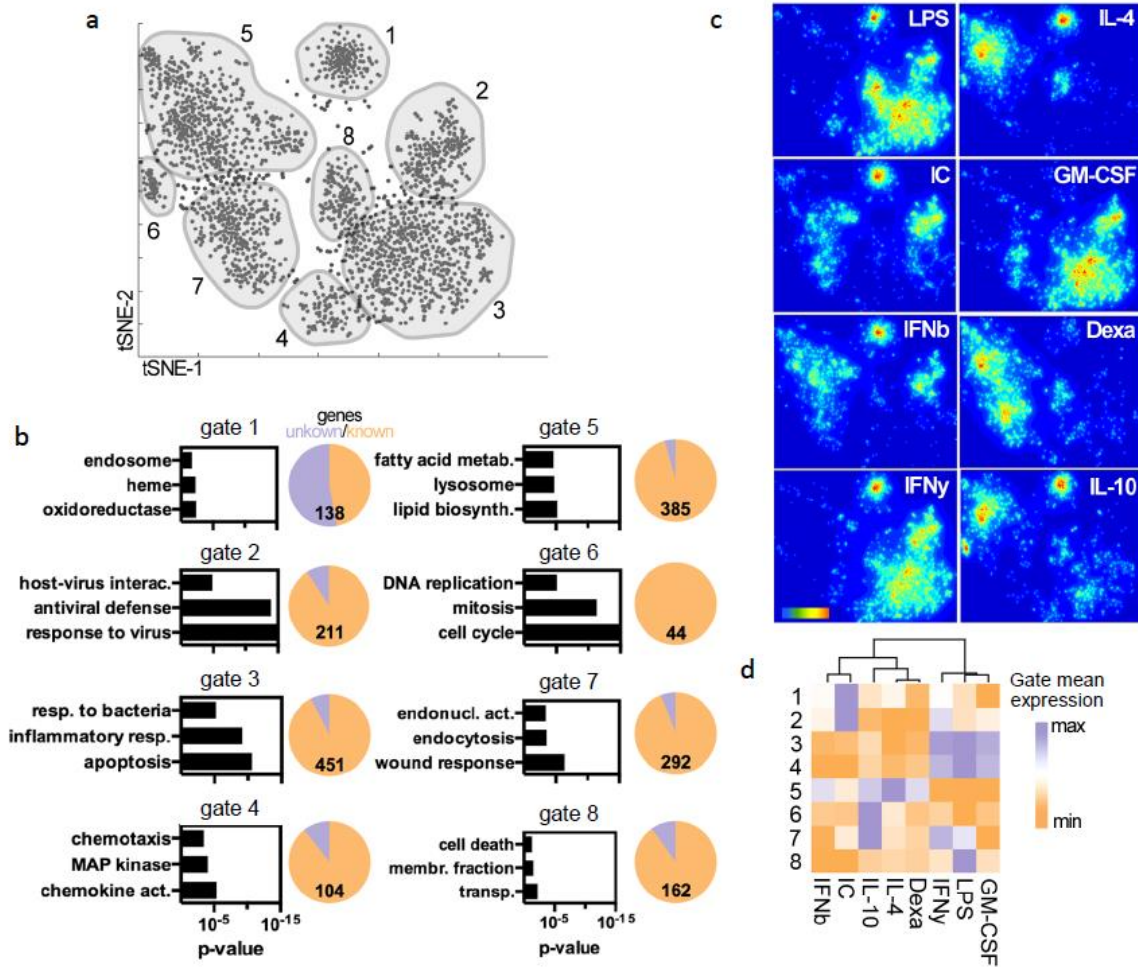 a
5
1
2
8
6
7
4
3
tSNE-2
tSNE-1
b
genes
unkown/known
gate 1
endosome
heme
oxidoreductase
138
gate 2
host-virus interac.
antiviral defense
response to virus
211
gate 3
resp. to bacteria
inflammatory resp.
apoptosis
451
gate 4
chemotaxis
MAP kinase
chemokine act.
104
10-5 10-15
p-value
gate 5
fatty acid metab.
lysosome
lipid biosynth.
385
gate 6
DNA replication
mitosis
cell cycle
44
gate 7
endonucl. act.
endocytosis
wound response
292
gate 8
cell death
membr. fraction
transp.
162
10-5 10-15
p-value
c
LPS
IL-4
IC
GM-CSF
IFNb
Dexa
IFNy
IL-10
d
1
2
3
4
5
6
7
8
IFNb
IC
IL-10
IL-4
Dexa
IFNy
LPS
GM-CSF
Gate mean
expression
max
min